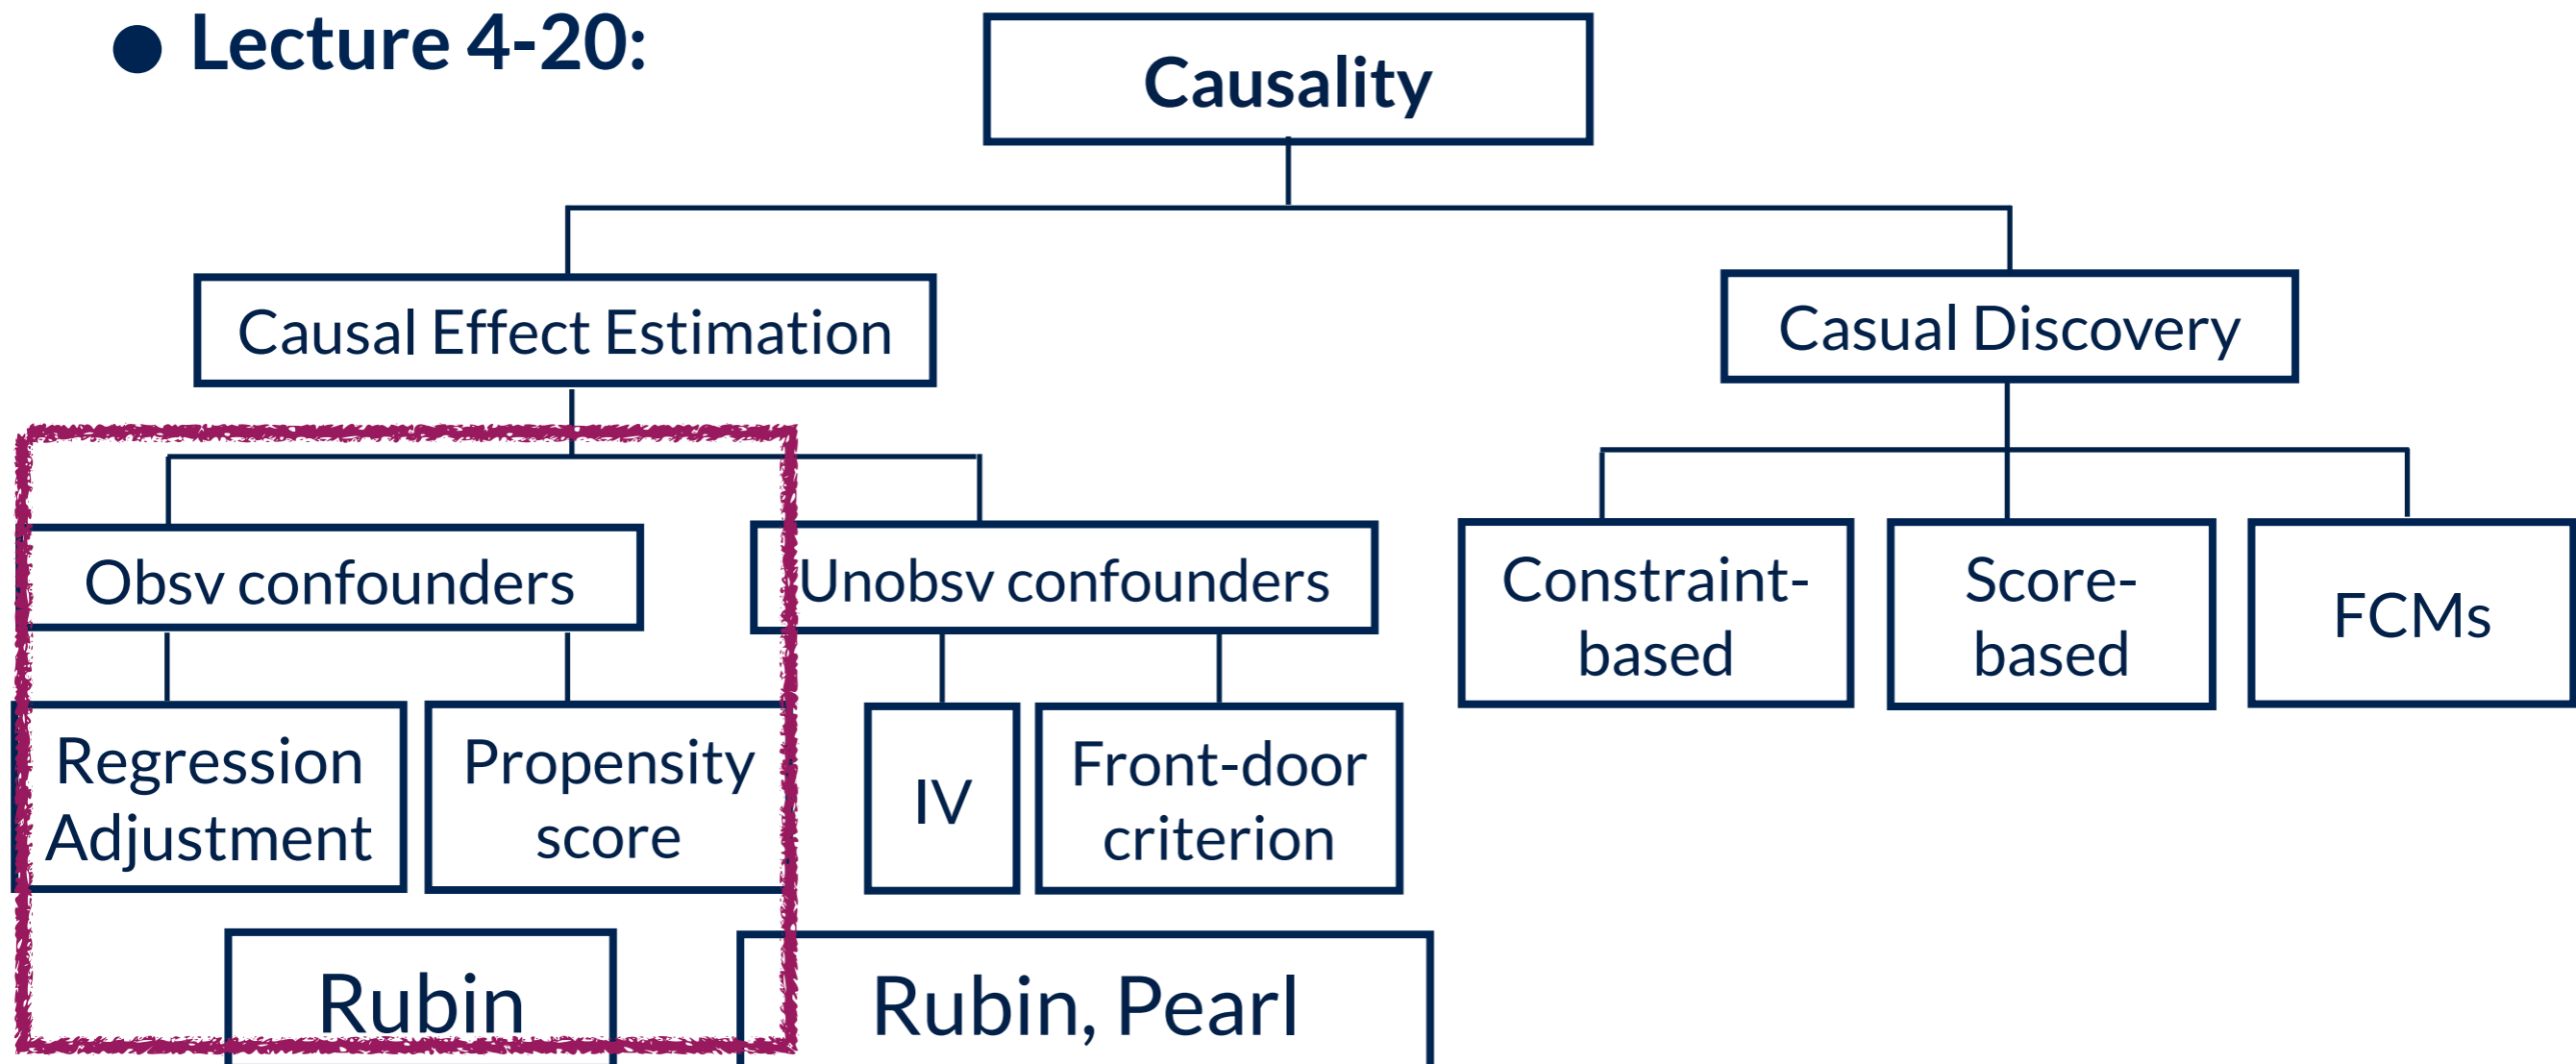 ● Lecture 4-20:
Causality
Causal Effect Estimation
Casual Discovery
Obsv confounders
Unobsv confounders
Constraint-
based
Score-
based
FCMs
Regression
Adjustment
Propensity
score
IV
Front-door
criterion
Rubin
Rubin, Pearl